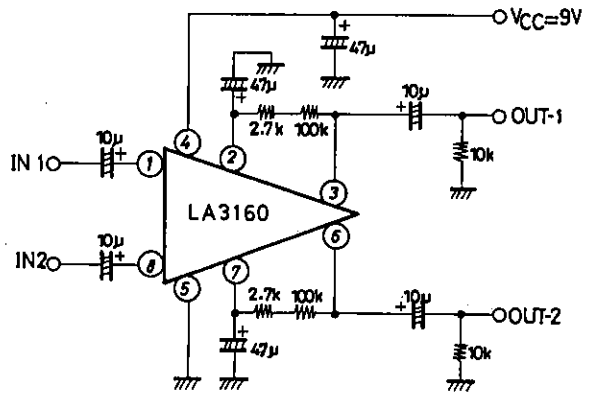 VCC=9V
47µ
47µ
10µ
OUT-1
2.7k 100k
10µ
4
2
IN 1
1
10k
3
LA3160
10µ
6
IN2
8
7
5
2.7k 100k
10µ
OUT-2
47µ
10k